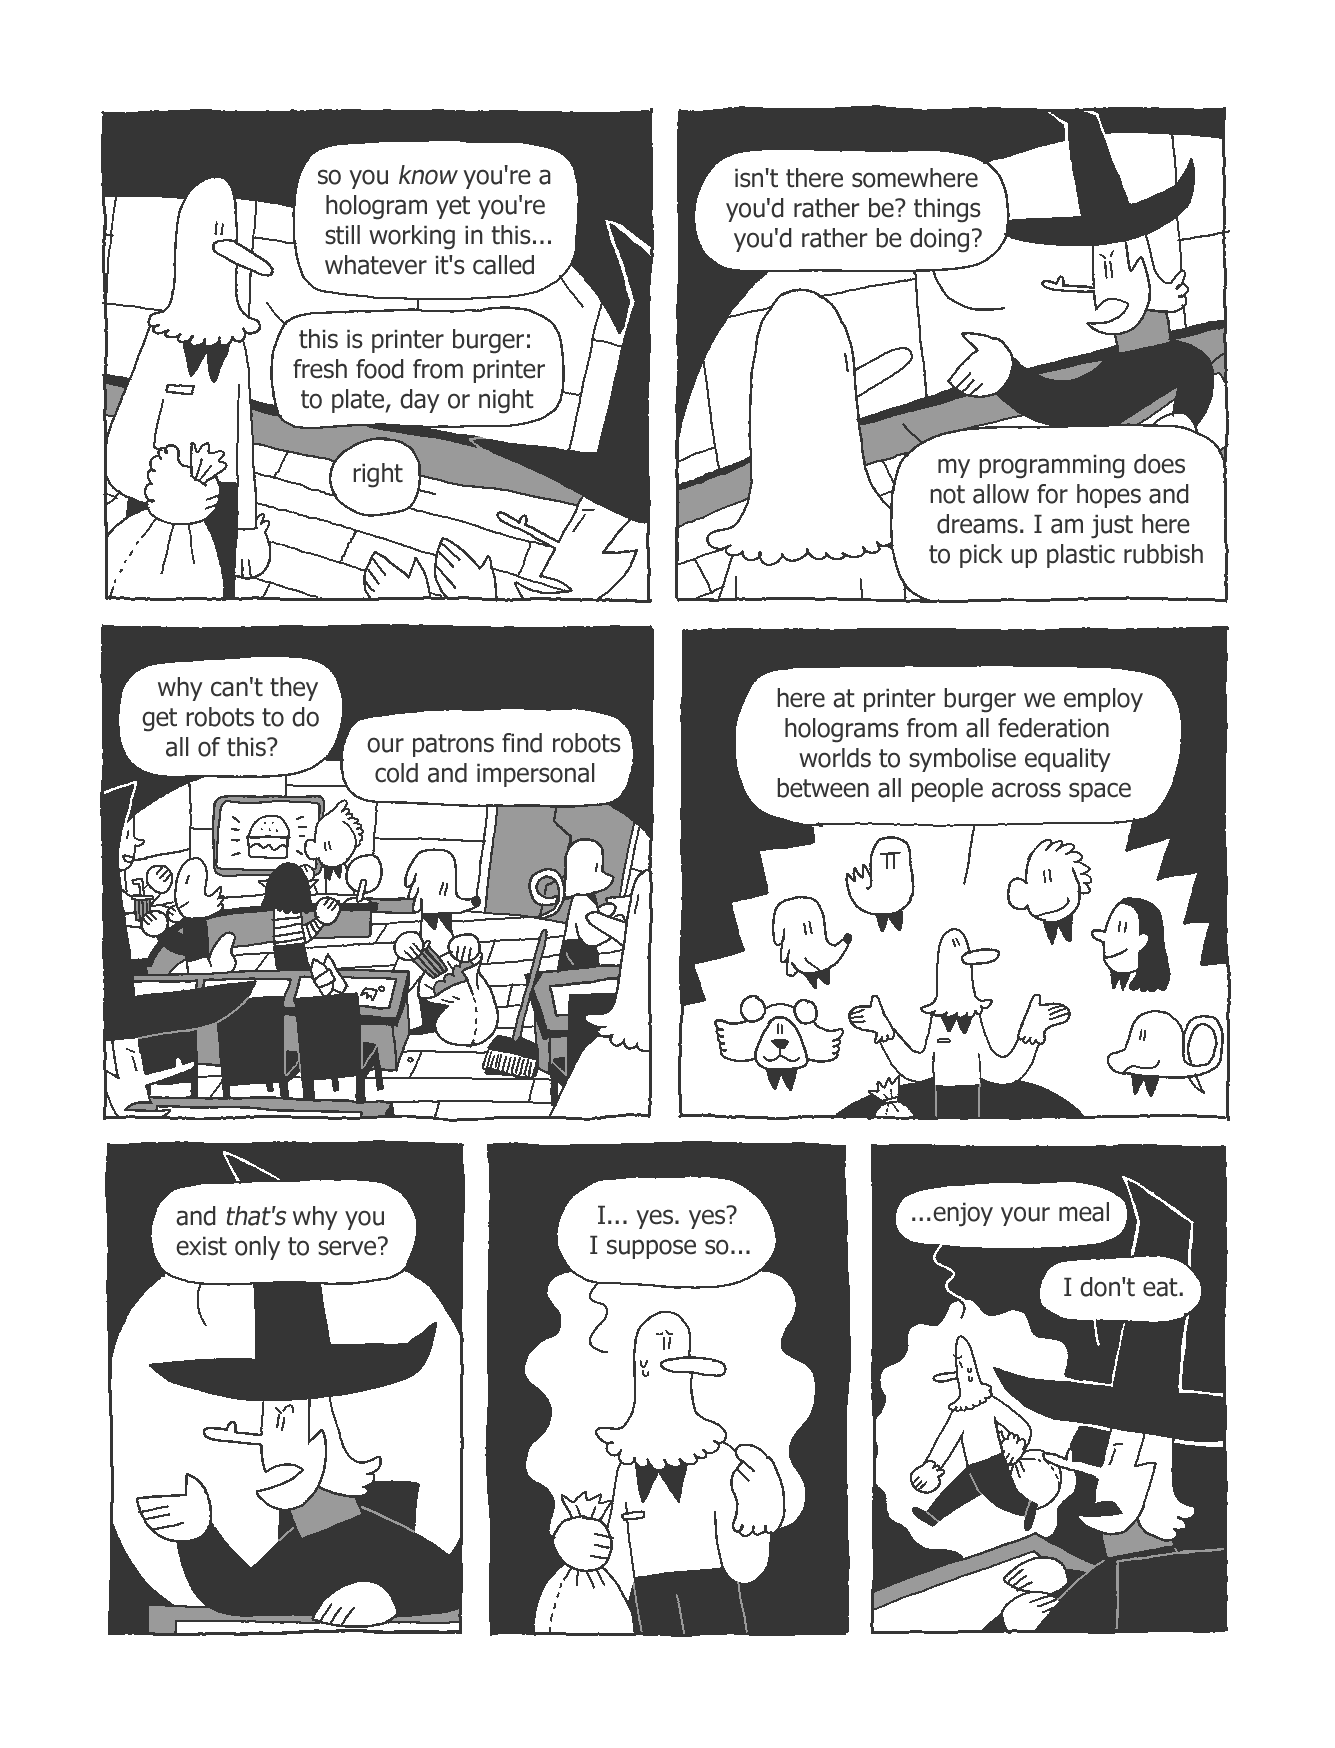 so you know you're a
hologram yet you're
still working in this...
whatever it's called
this is printer burger:
fresh food from printer
to plate, day or night
right
isn't there somewhere
you'd rather be? things
you'd rather be doing?
my programming does
not allow for hopes and
dreams. I am just here
to pick up plastic rubbish
why can't they
get robots to do
all of this?
our patrons find robots
cold and impersonal
here at printer burger we employ
holograms from all federation
worlds to symbolise equality
between all people across space
and that's why you
exist only to serve?
I... yes. yes?
I suppose so...
...enjoy your meal
I don't eat.